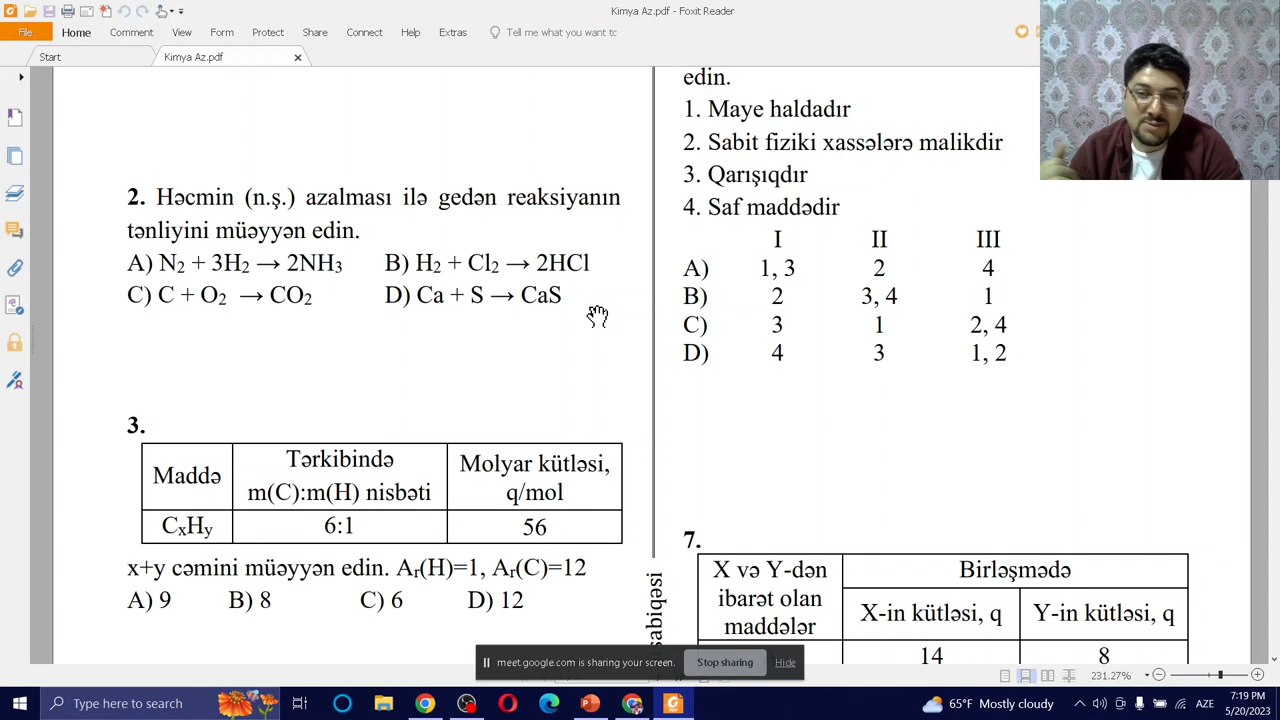 Kimya Az.pdf - Foxit Reader
File Home Comment View Form Protect Share Connect Help Extras Tell me what you want to
Start Kimya Az.pdf
2. Həcmin (n.ş.) azalması ilə gedən reaksiyanın
tənliyini müəyyən edin.
A) N₂ + 3H₂ → 2NH₃ B) H₂ + Cl₂ → 2HCl
C) C + O₂ → CO₂ D) Ca + S → CaS
3.
Maddə Tərkibində m(C):m(H) nisbəti Molyar kütləsi, q/mol
CₓHᵧ 6:1 56
x+y cəmini müəyyən edin. Aᵣ(H)=1, Aᵣ(C)=12
A) 9 B) 8 C) 6 D) 12
edin.
1. Maye haldadır
2. Sabit fiziki xassələrə malikdir
3. Qarışıqdır
4. Saf maddədir
I II III
A) 1, 3 2 4
B) 2 3, 4 1
C) 3 1 2, 4
D) 4 3 1, 2
7.
X və Y-dən ibarət olan maddələr Birləşmədə
X-in kütləsi, q Y-in kütləsi, q
14 8
sabiqəsi
meet.google.com is sharing your screen. Stop sharing Hide
231.27%
Type here to search
65°F Mostly cloudy
AZE
7:19 PM
5/20/2023